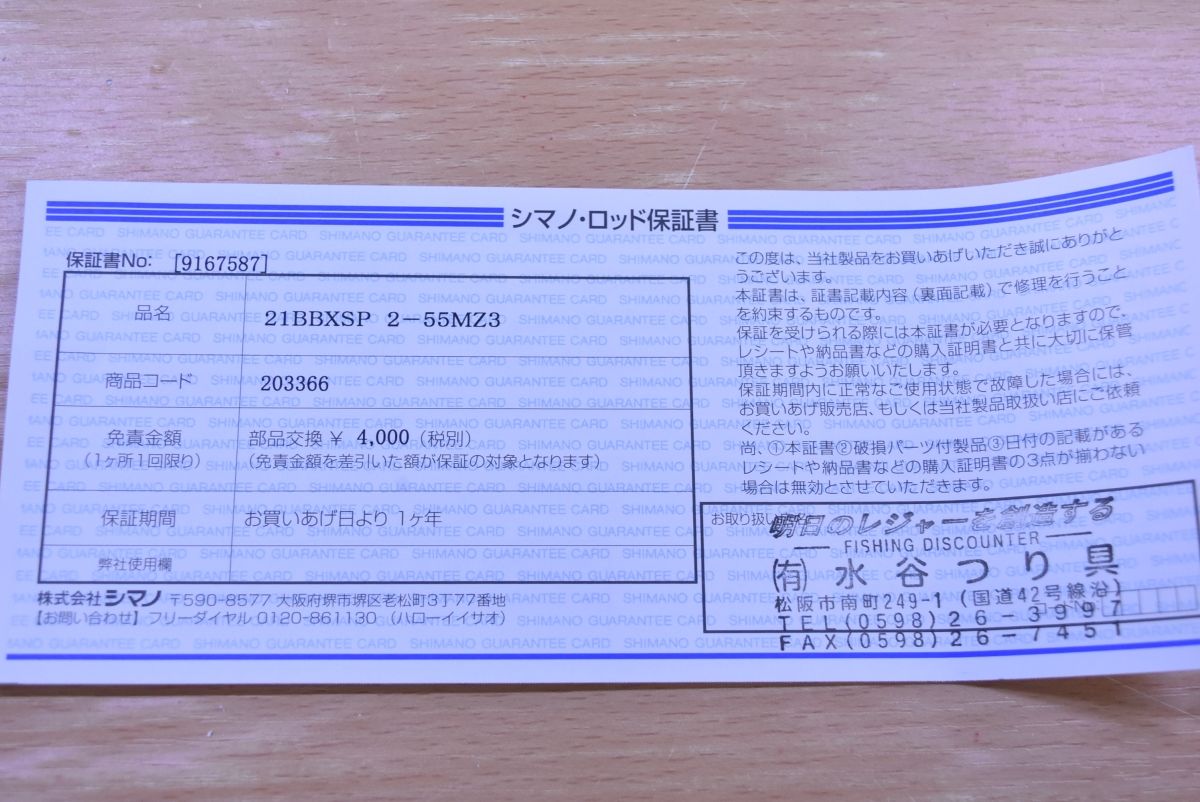 シマノ・ロッド保証書
保証書No: [9167587]
品名
21BBXSP 2-55MZ3
商品コード
203366
免責金額
(1ヶ所1回限り)
部品交換 ¥ 4,000 (税別)
(免責金額を差引いた額が保証の対象となります)
保証期間
お買いあげ日より 1ヶ年
弊社使用欄
株式会社シマノ 〒590-8577 大阪府堺市堺区老松町3丁77番地
【お問い合わせ】 フリーダイヤル 0120-861130 (ハローイイサオ)
この度は、当社製品をお買いあげいただき誠にありがと
うございます。
本証書は、証書記載内容(裏面記載)で修理を行うこと
を約束するものです。
保証を受けられる際には本証書が必要となりますので、
レシートや納品書などの購入証明書と共に大切に保管
頂きますようお願いいたします。
保証期間内に正常なご使用状態で故障した場合には、
お買いあげ販売店、もしくは当社製品取扱い店にご依頼
ください。
尚、①本証書②破損パーツ付製品③日付の記載がある
レシートや納品書などの購入証明書の3点が揃わない
場合は無効とさせていただきます。
お取り扱い
明日のレジャーを創造する
FISHING DISCOUNTER
(有) 水谷つり具
松阪市南町249-1 (国道42号線沿)
TEL(0598)26-3997
FAX(0598)26-7451
SHIMANO GUARANTEE CARD